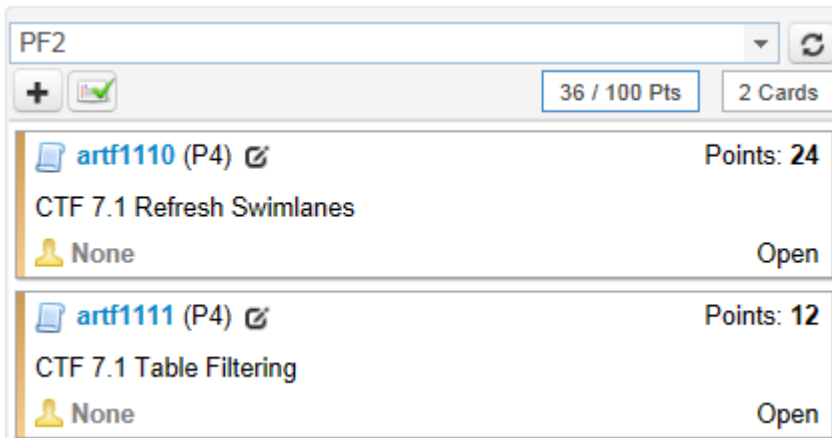 PF2
36 / 100 Pts 2 Cards
artf1110 (P4) Points: 24
CTF 7.1 Refresh Swimlanes
None Open
artf1111 (P4) Points: 12
CTF 7.1 Table Filtering
None Open